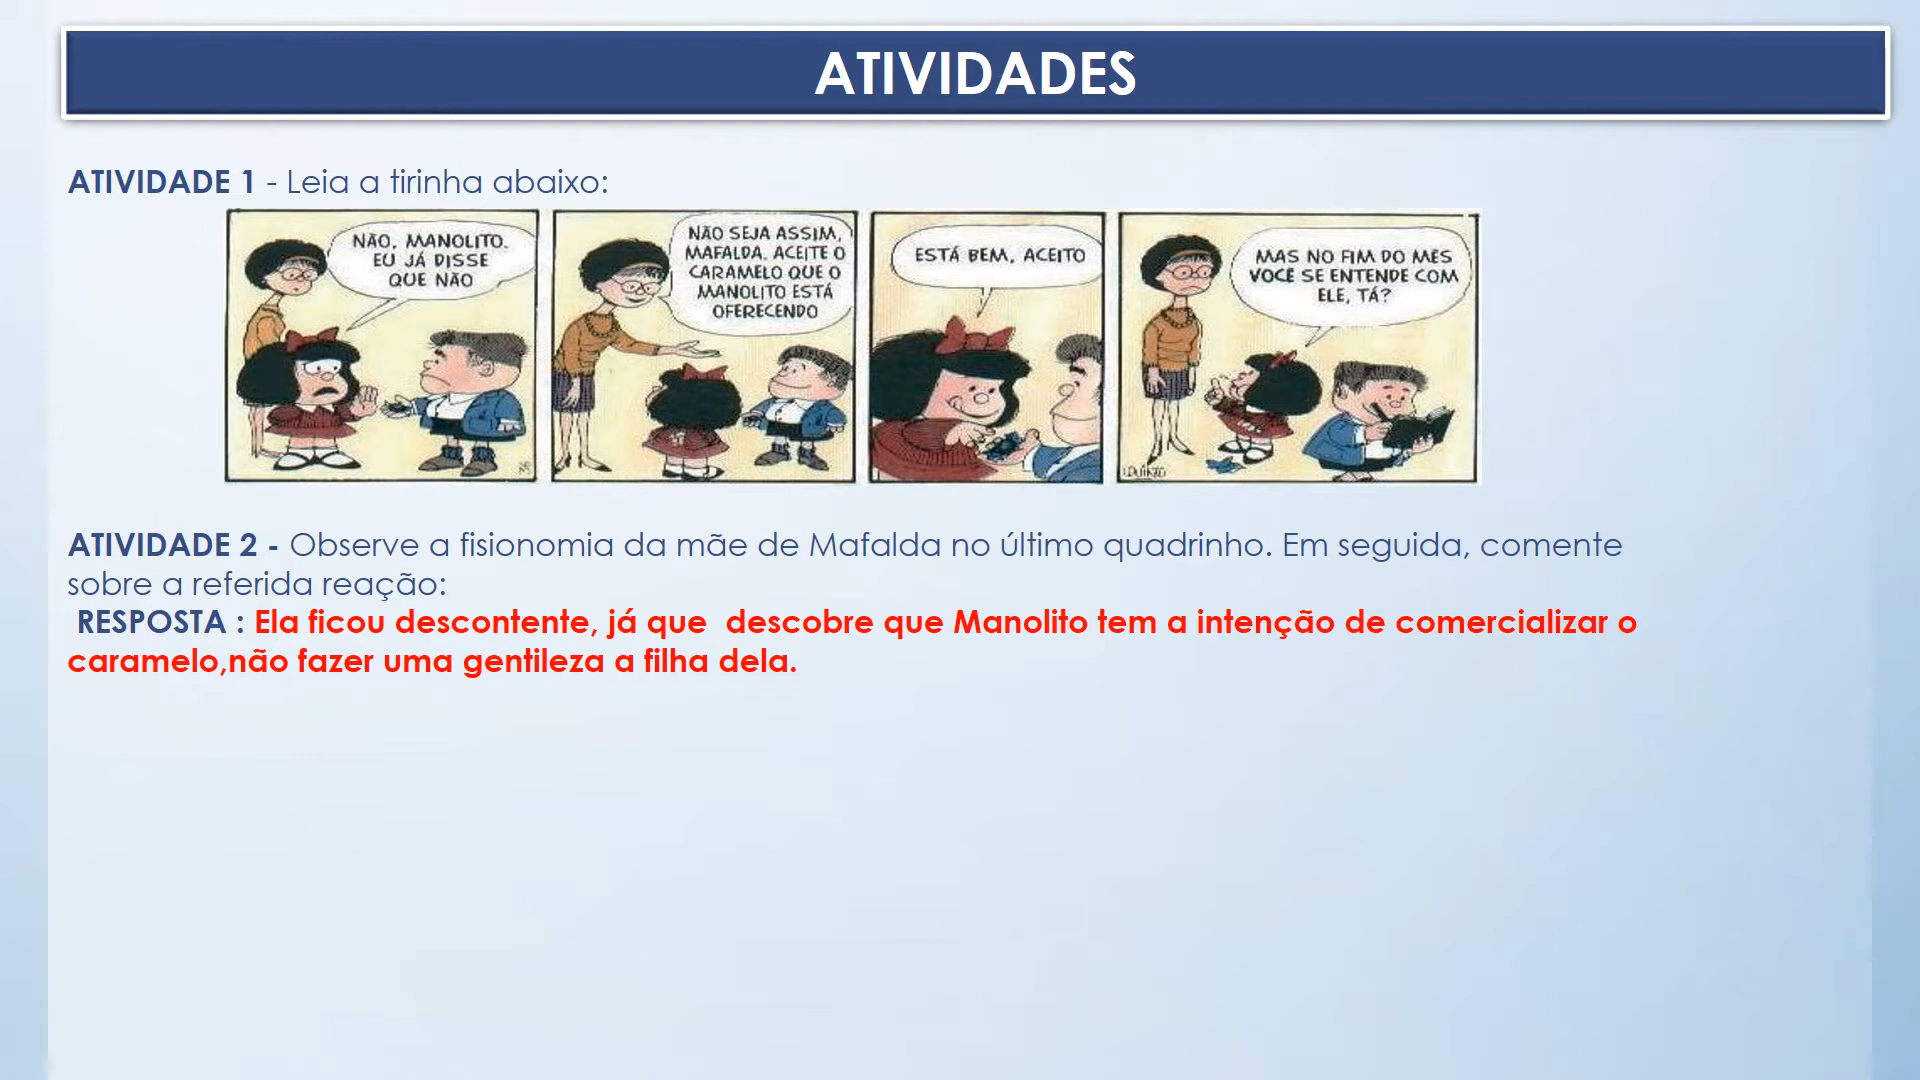 ATIVIDADES
ATIVIDADE 1 - Leia a tirinha abaixo:
NÃO, MANOLITO.
EU JÁ DISSE
QUE NÃO
NÃO SEJA ASSIM,
MAFALDA. ACEITE O
CARAMELO QUE O
MANOLITO ESTÁ
OFERECENDO
ESTÁ BEM, ACEITO
MAS NO FIM DO MES
VOCÊ SE ENTENDE COM
ELE, TÁ?
ATIVIDADE 2 - Observe a fisionomia da mãe de Mafalda no último quadrinho. Em seguida, comente
sobre a referida reação:
RESPOSTA : Ela ficou descontente, já que  descobre que Manolito tem a intenção de comercializar o
caramelo,não fazer uma gentileza a filha dela.